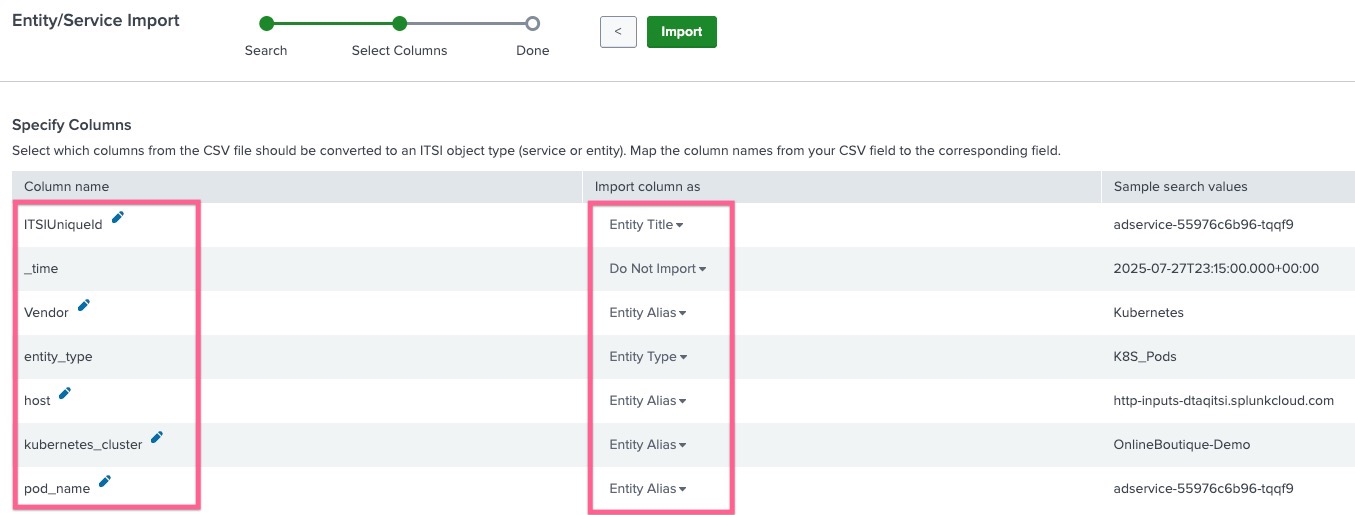 Entity/Service Import
Search
Select Columns
Done
<
Import
Specify Columns
Select which columns from the CSV file should be converted to an ITSI object type (service or entity). Map the column names from your CSV field to the corresponding field.
Column name Import column as Sample search values
ITSIUniqueId Entity Title adservice-55976c6b96-tqqf9
_time Do Not Import 2025-07-27T23:15:00.000+00:00
Vendor Entity Alias Kubernetes
entity_type Entity Type K8S_Pods
host Entity Alias http-inputs-dtaqitsi.splunkcloud.com
kubernetes_cluster Entity Alias OnlineBoutique-Demo
pod_name Entity Alias adservice-55976c6b96-tqqf9